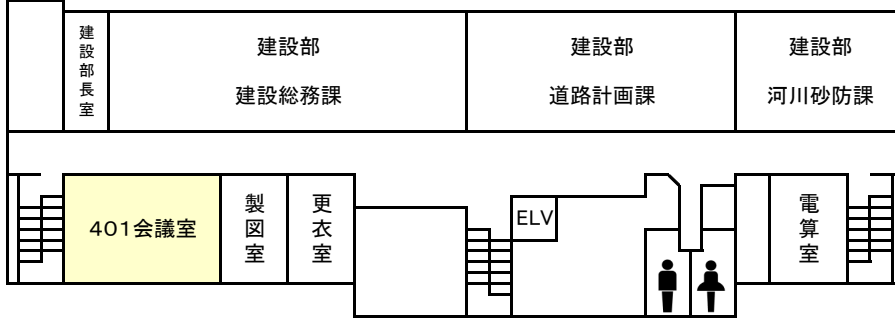 建設部長室
建設部
建設総務課
建設部
道路計画課
建設部
河川砂防課
401会議室
製図室
更衣室
ELV
電算室